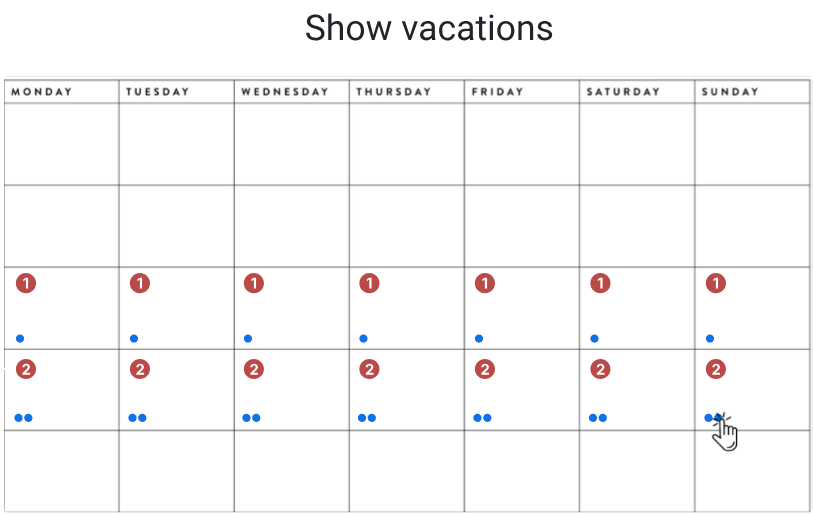 Show vacations
MONDAY TUESDAY WEDNESDAY THURSDAY FRIDAY SATURDAY SUNDAY
1 1 1 1 1 1 1
2 2 2 2 2 2 2